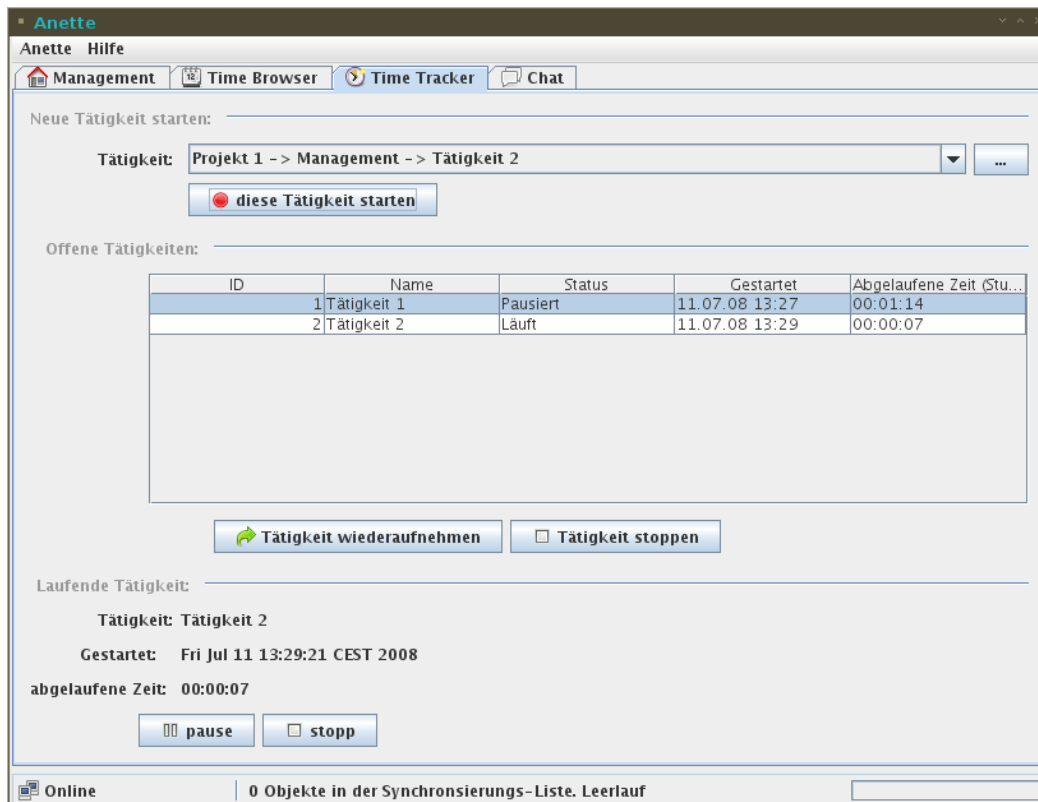 Anette
Anette Hilfe
Management Time Browser Time Tracker Chat
Neue Tätigkeit starten:
Tätigkeit: Projekt 1 -> Management -> Tätigkeit 2 ...
diese Tätigkeit starten
Offene Tätigkeiten:
ID Name Status Gestartet Abgelaufene Zeit (Stu...
1 Tätigkeit 1 Pausiert 11.07.08 13:27 00:01:14
2 Tätigkeit 2 Läuft 11.07.08 13:29 00:00:07
Tätigkeit wiederaufnehmen Tätigkeit stoppen
Laufende Tätigkeit:
Tätigkeit: Tätigkeit 2
Gestartet: Fri Jul 11 13:29:21 CEST 2008
abgelaufene Zeit: 00:00:07
pause stopp
Online 0 Objekte in der Synchronsierungs-Liste. Leerlauf